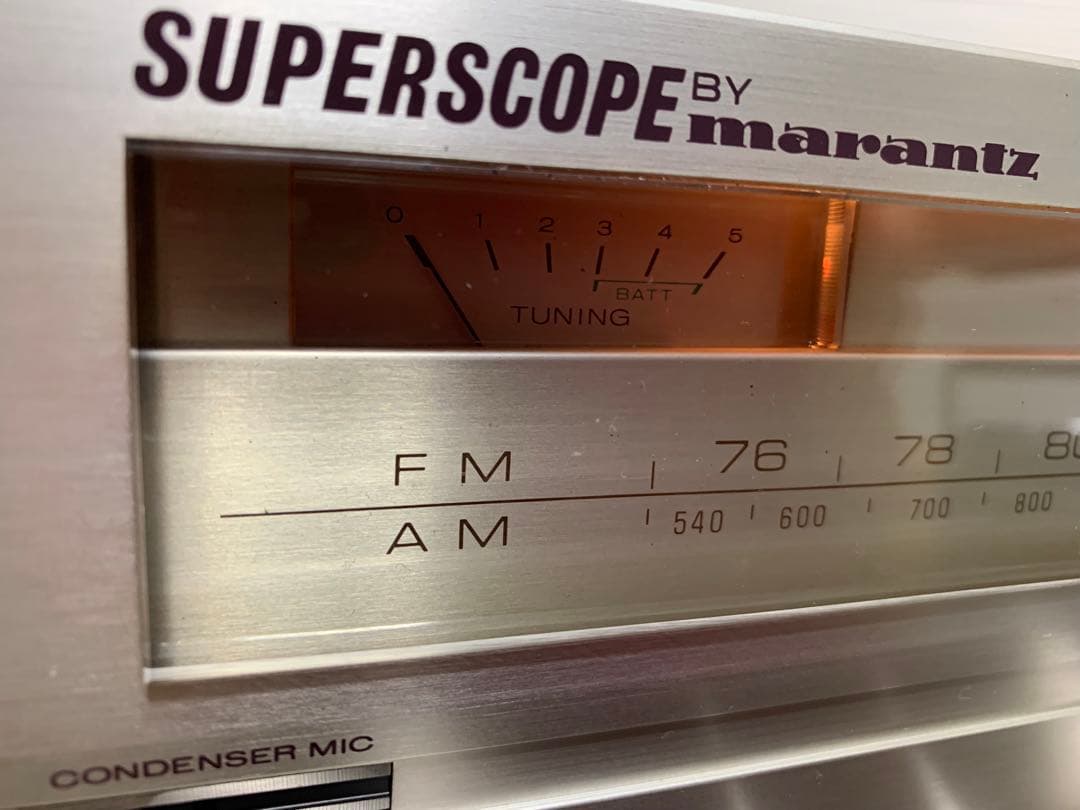 SUPERSCOPE BY marantz
0 1 2 3 4 5
BATT
TUNING
FM 76 78 80
AM 540 600 700 800
CONDENSER MIC